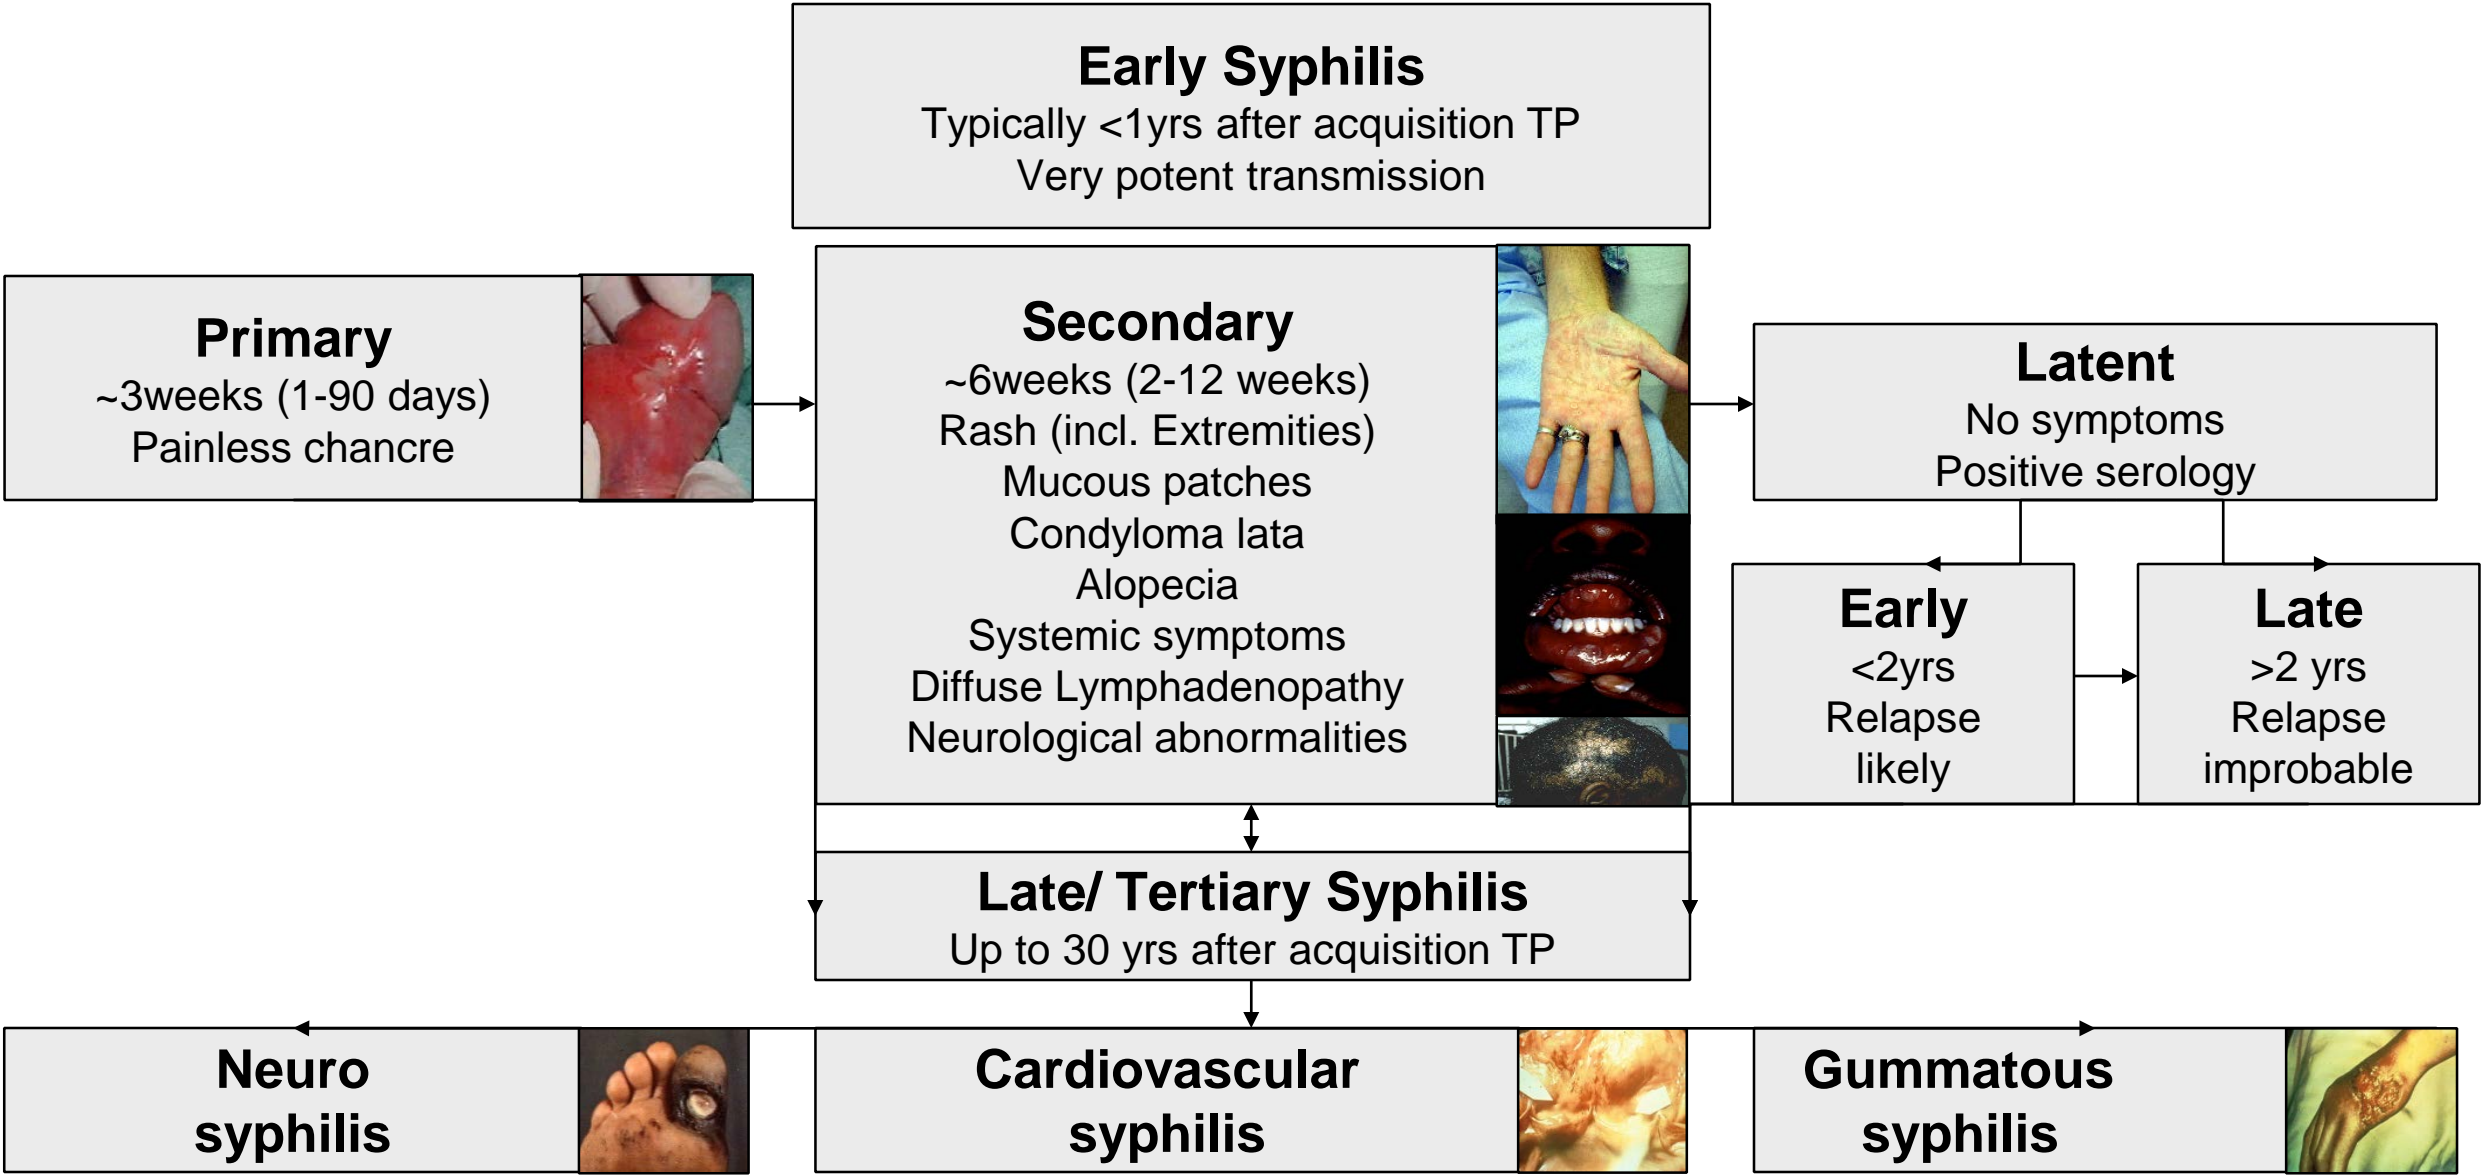 Early Syphilis
Typically <1yrs after acquisition TP
Very potent transmission
Primary
~3weeks (1-90 days)
Painless chancre
Secondary
~6weeks (2-12 weeks)
Rash (incl. Extremities)
Mucous patches
Condyloma lata
Alopecia
Systemic symptoms
Diffuse Lymphadenopathy
Neurological abnormalities
Latent
No symptoms
Positive serology
Early
<2yrs
Relapse
likely
Late
>2 yrs
Relapse
improbable
Late/ Tertiary Syphilis
Up to 30 yrs after acquisition TP
Neuro
syphilis
Cardiovascular
syphilis
Gummatous
syphilis